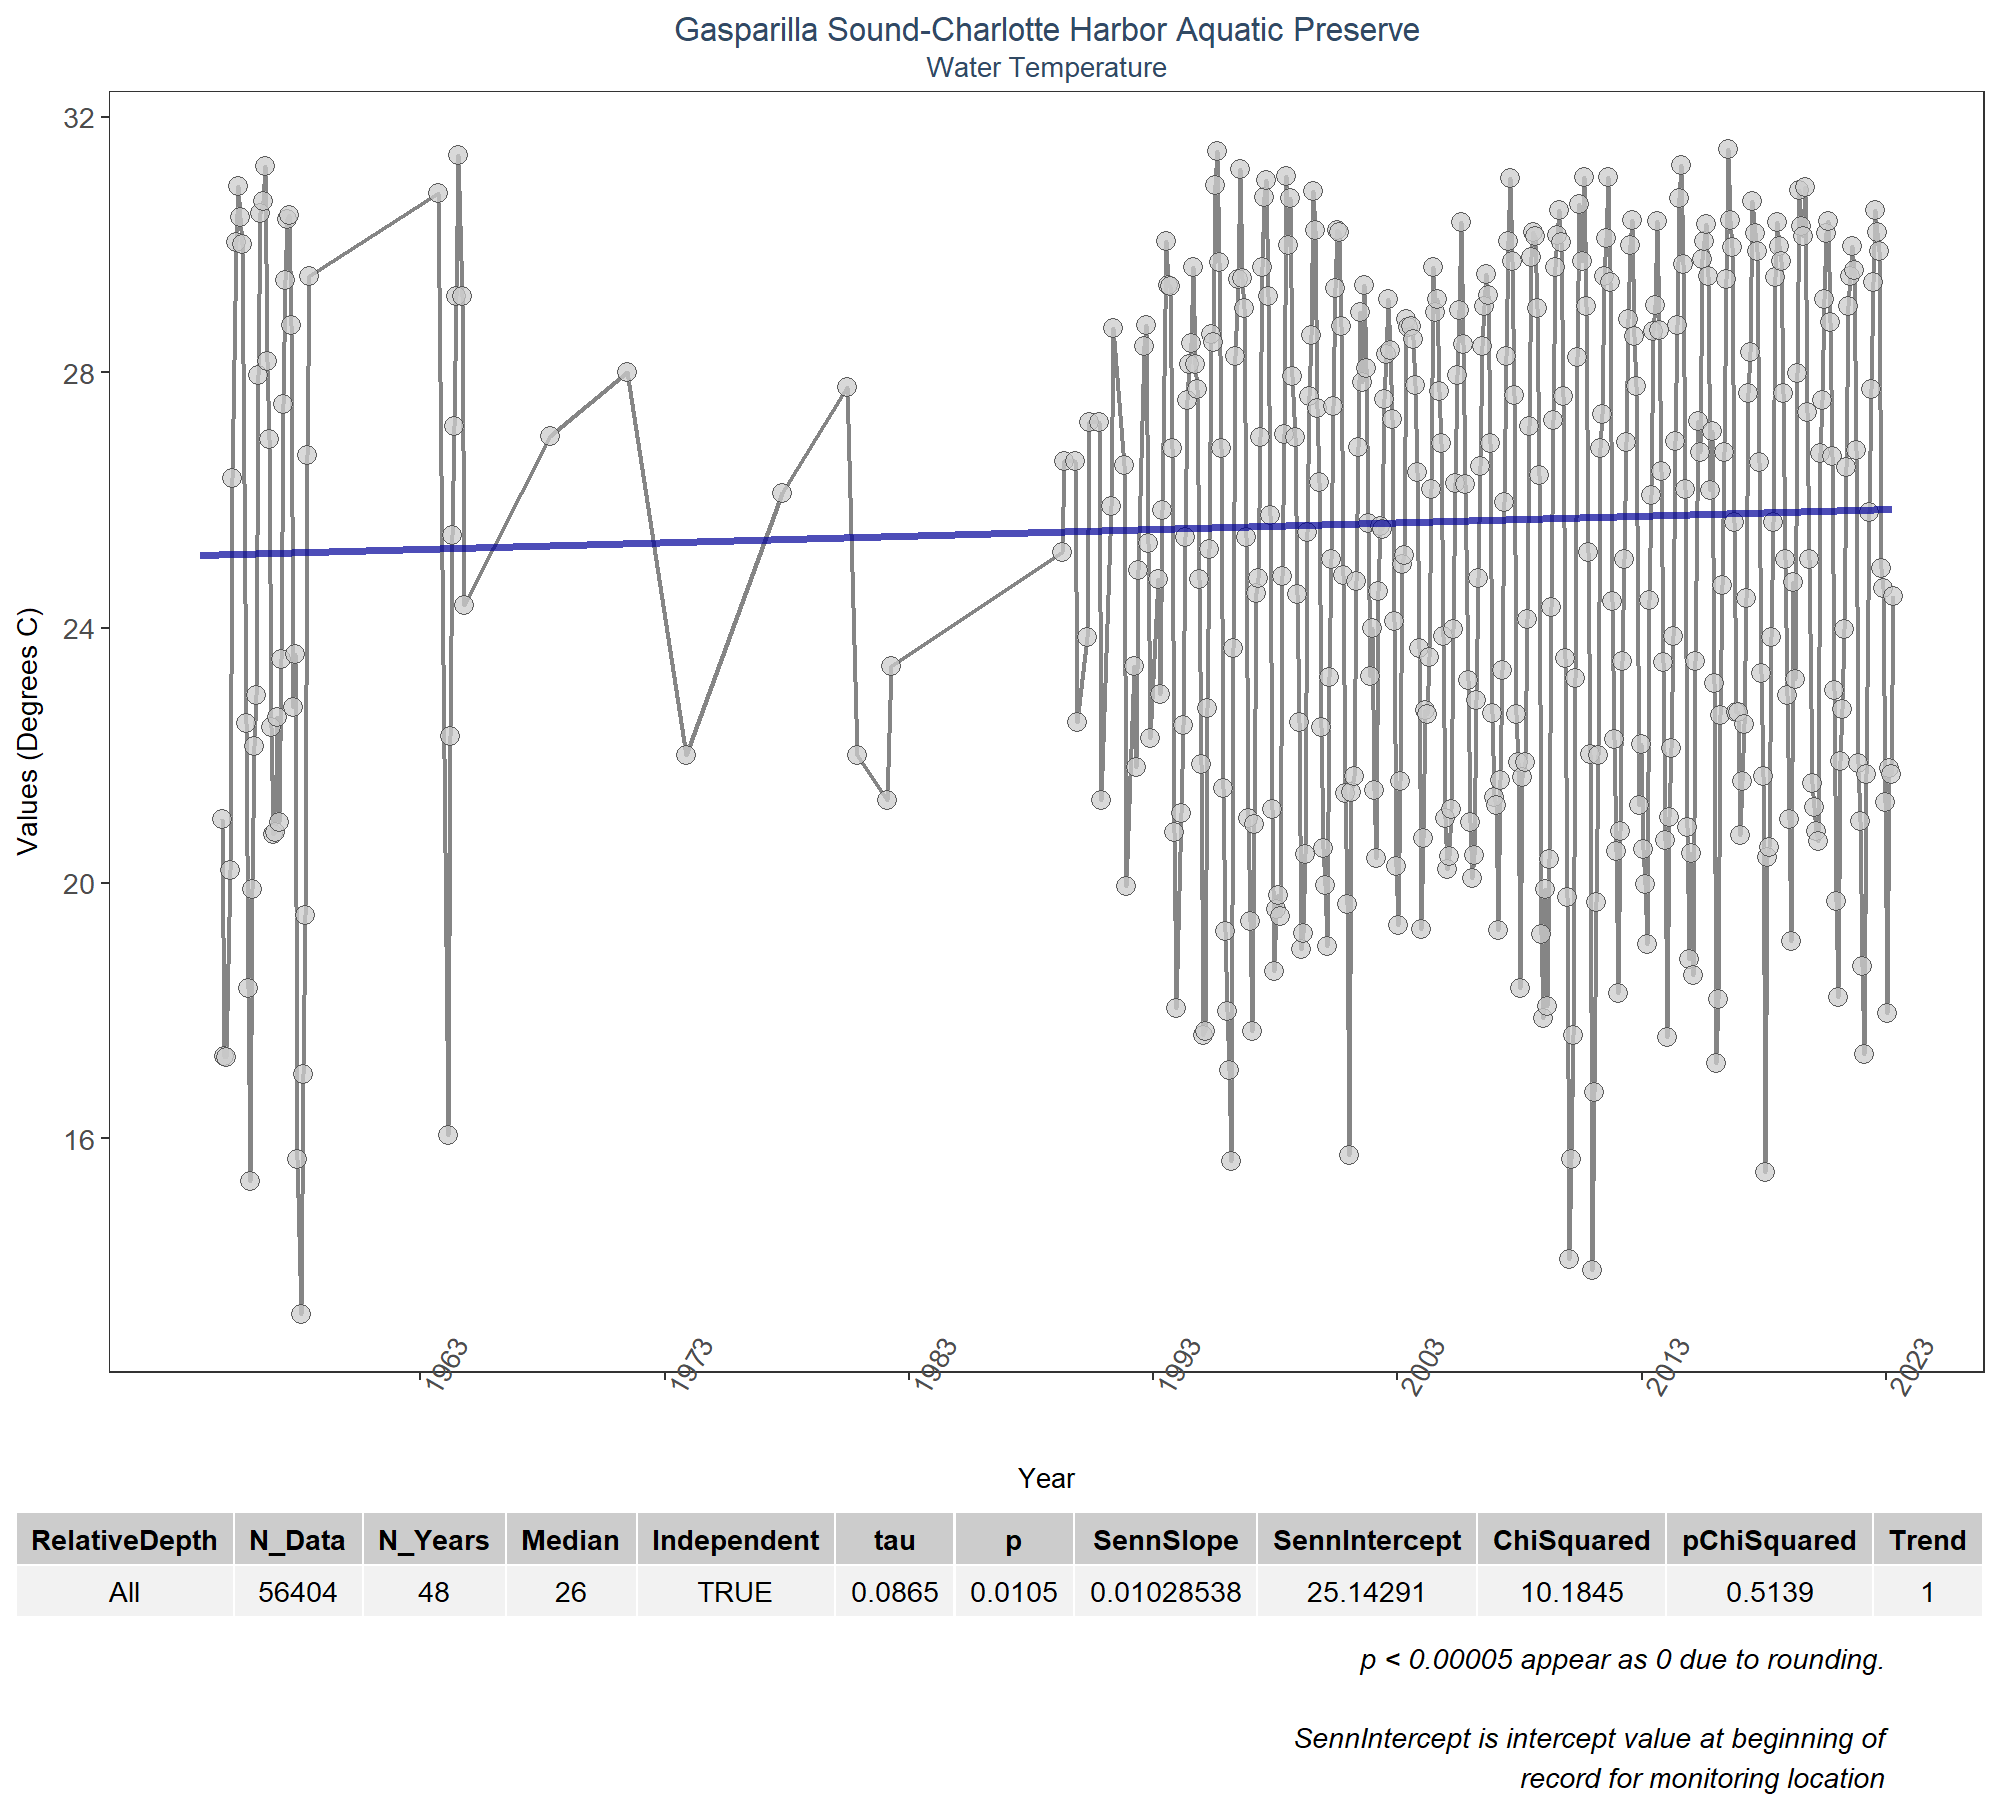 Gasparilla Sound-Charlotte Harbor Aquatic Preserve
Water Temperature
Values (Degrees C)
32
28
24
20
16
1963
1973
1983
1993
2003
2013
2023
Year
RelativeDepth N_Data N_Years Median Independent tau p SennSlope SennIntercept ChiSquared pChiSquared Trend
All 56404 48 26 TRUE 0.0865 0.0105 0.01028538 25.14291 10.1845 0.5139 1
p < 0.00005 appear as 0 due to rounding.
SennIntercept is intercept value at beginning of
record for monitoring location